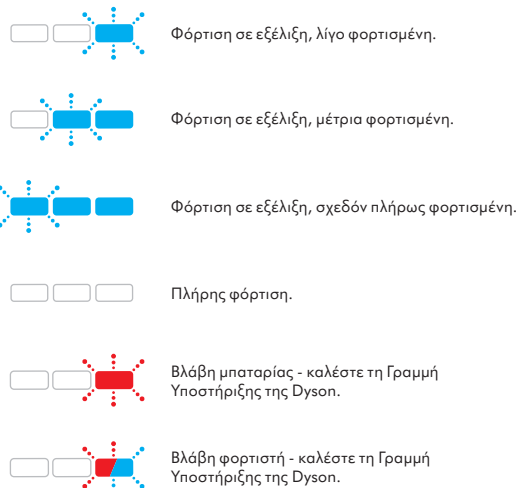 Φόρτιση σε εξέλιξη, λίγο φορτισμένη.
Φόρτιση σε εξέλιξη, μέτρια φορτισμένη.
Φόρτιση σε εξέλιξη, σχεδόν πλήρως φορτισμένη.
Πλήρης φόρτιση.
Βλάβη μπαταρίας - καλέστε τη Γραμμή
Υποστήριξης της Dyson.
Βλάβη φορτιστή - καλέστε τη Γραμμή
Υποστήριξης της Dyson.